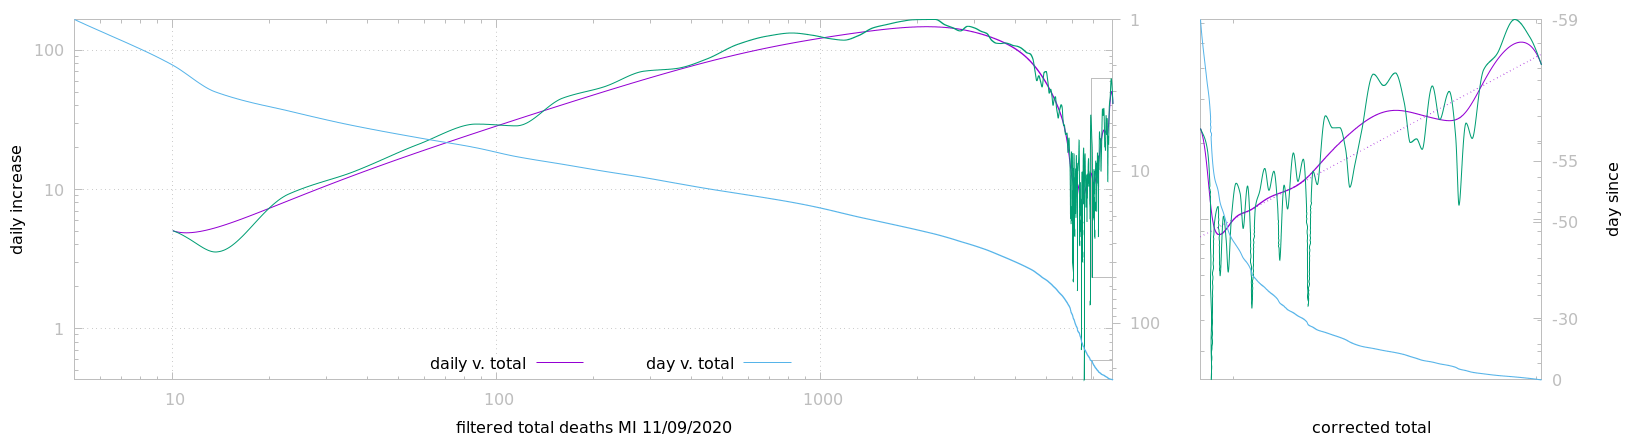 daily increase
100
10
1
10
100
1000
1
10
100
daily v. total
day v. total
filtered total deaths MI 11/09/2020
-59
-55
-50
-30
0
day since
corrected total